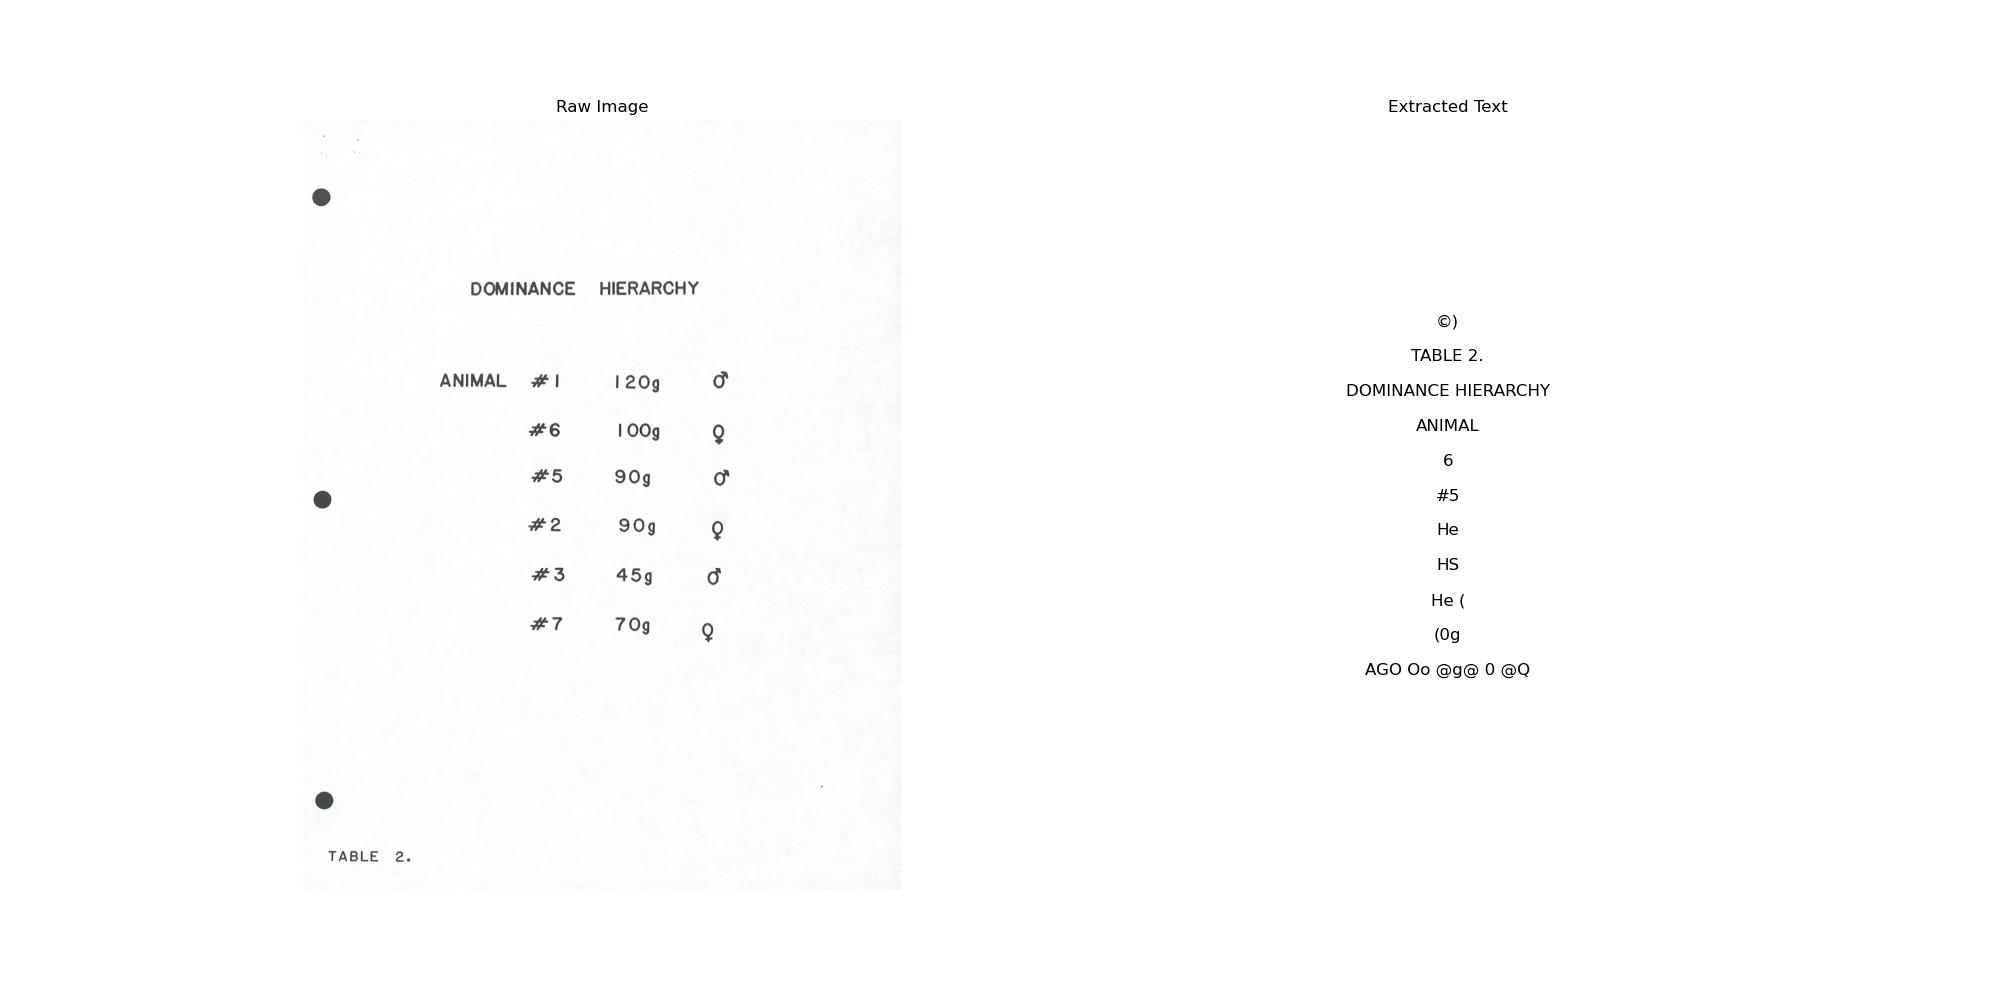 Raw Image
DOMINANCE HIERARCHY
ANIMAL #1 120g ♂
#6 100g ♀
#5 90g ♂
#2 90g ♀
#3 45g ♂
#7 70g ♀
TABLE 2.
Extracted Text
©)
TABLE 2.
DOMINANCE HIERARCHY
ANIMAL
6
#5
He
HS
He (
(0g
AGO Oo @g@ 0 @Q